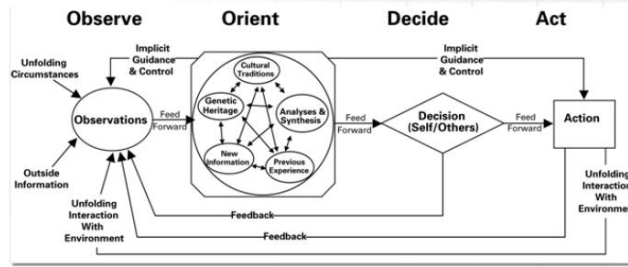 Observe
Orient
Decide
Act
Unfolding
Circumstances
Implicit
Guidance
& Control
Cultural
Traditions
Genetic
Heritage
Analyses &
Synthesis
New
Information
Previous
Experience
Implicit
Guidance
& Control
Observations
Feed
Forward
Feed
Forward
Decision
(Self/Others)
Feed
Forward
Action
Outside
Information
Unfolding
Interaction
With
Environment
Feedback
Feedback
Unfolding
Interaction
With
Environment